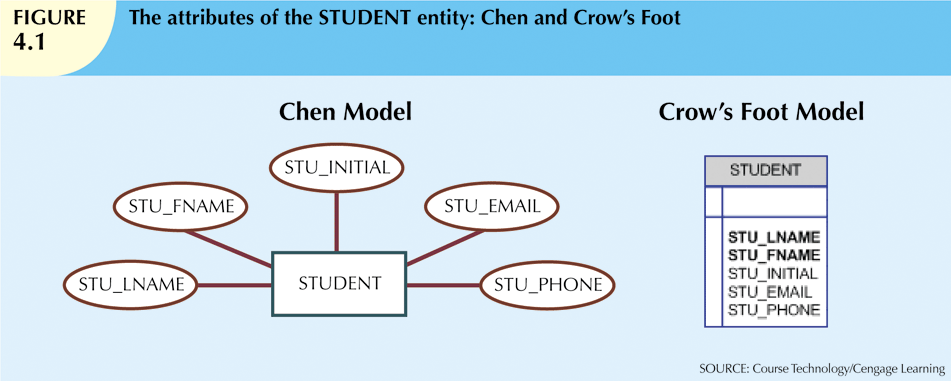 FIGURE
4.1
The attributes of the STUDENT entity: Chen and Crow's Foot
Chen Model
Crow's Foot Model
STU_INITIAL
STU_FNAME
STU_EMAIL
STU_LNAME
STUDENT
STU_PHONE
STUDENT
STU_LNAME
STU_FNAME
STU_INITIAL
STU_EMAIL
STU_PHONE
SOURCE: Course Technology/Cengage Learning